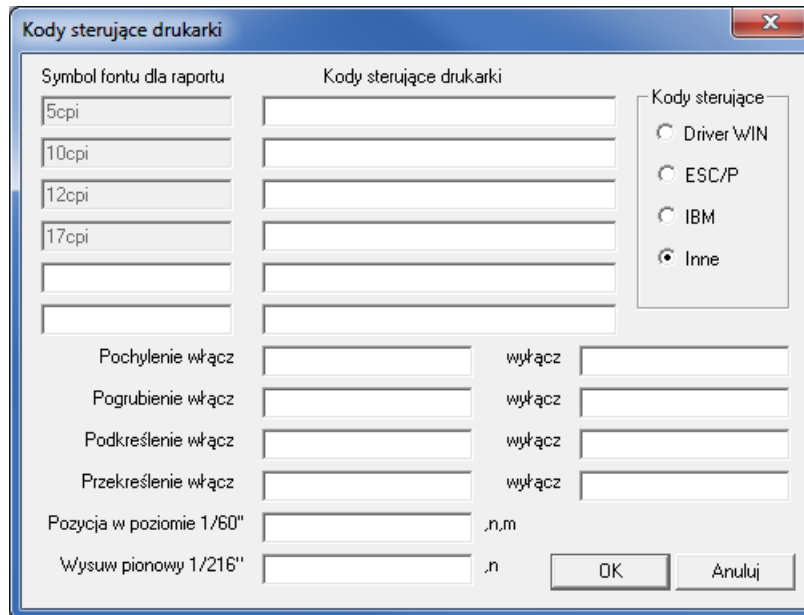 Kody sterujące drukarki
Symbol fontu dla raportu Kody sterujące drukarki
Kody sterujące
5cpi
Driver WIN
10cpi
ESC/P
12cpi
IBM
17cpi
Inne
Pochylenie włącz wyłącz
Pogrubienie włącz wyłącz
Podkreślenie włącz wyłącz
Przekreślenie włącz wyłącz
Pozycja w poziomie 1/60" ,n,m
Wysuw pionowy 1/216'' ,n
OK Anuluj